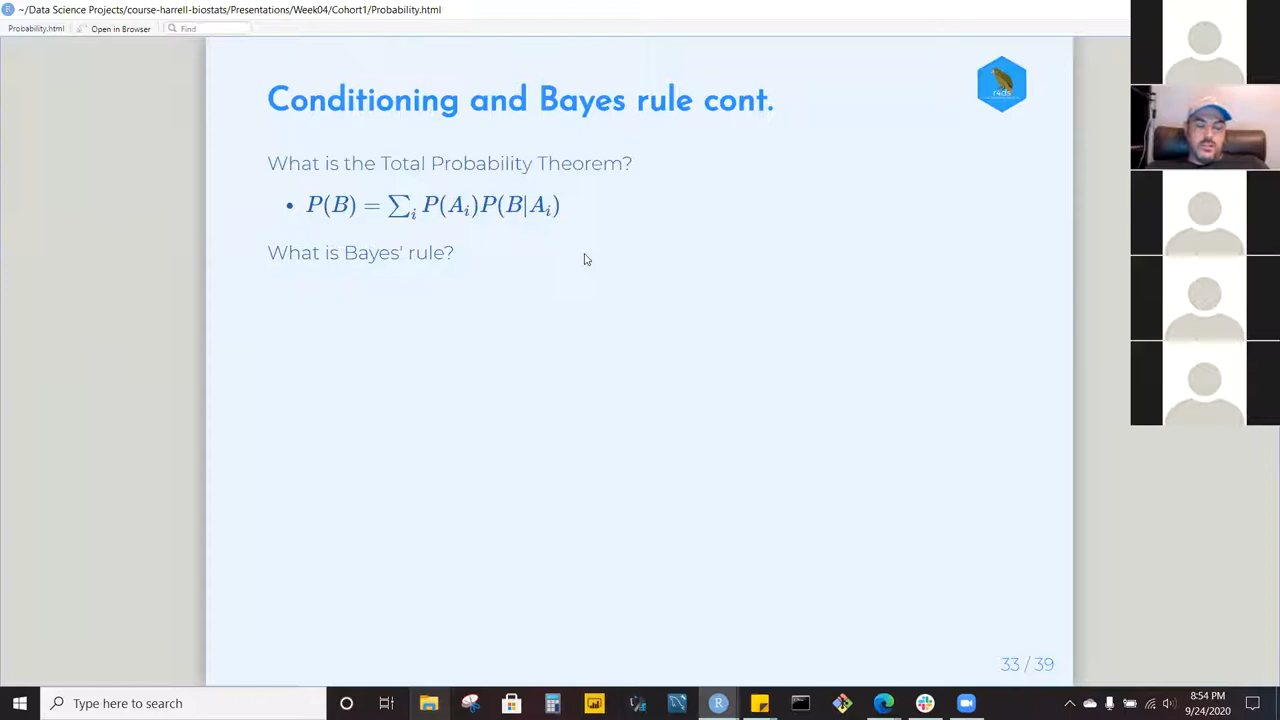 ~/Data Science Projects/course-harrell-biostats/Presentations/Week04/Cohort1/Probability.html
Probability.html
Open in Browser
Find
Conditioning and Bayes rule cont.
r4ds
What is the Total Probability Theorem?
• P(B) = ∑ᵢ P(Aᵢ)P(B|Aᵢ)
What is Bayes' rule?
33 / 39
Type here to search
8:54 PM
9/24/2020